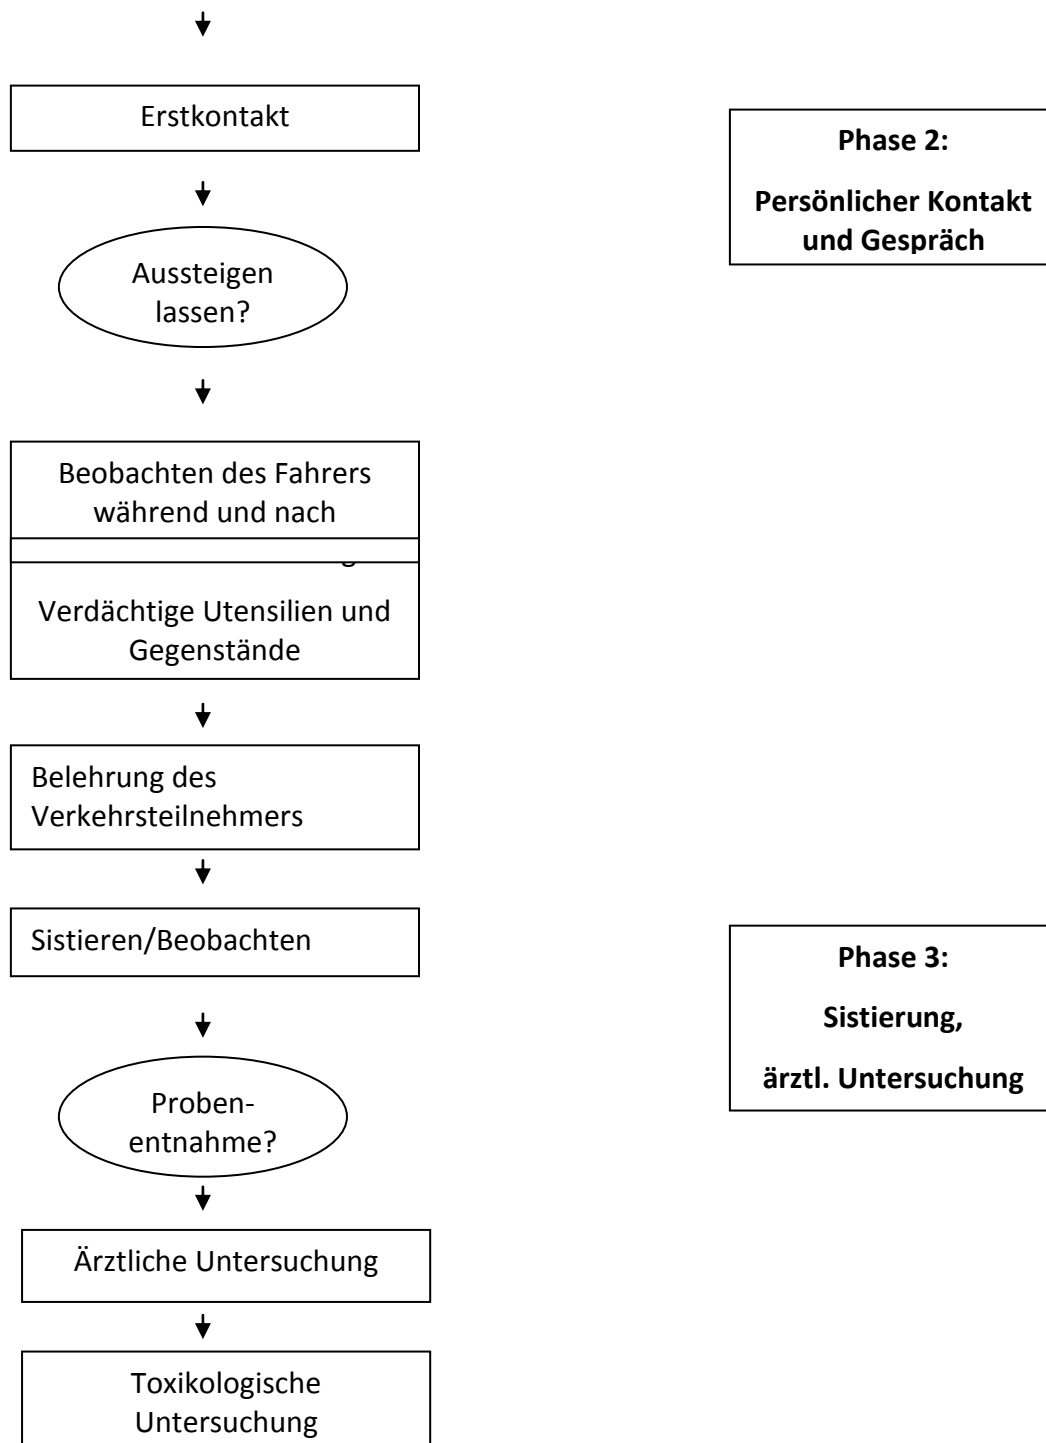 Erstkontakt
Phase 2:
Persönlicher Kontakt
und Gespräch
Aussteigen
lassen?
Beobachten des Fahrers
während und nach
Verdächtige Utensilien und
Gegenstände
Belehrung des
Verkehrsteilnehmers
Sistieren/Beobachten
Phase 3:
Sistierung,
ärztl. Untersuchung
Proben-
entnahme?
Ärztliche Untersuchung
Toxikologische
Untersuchung